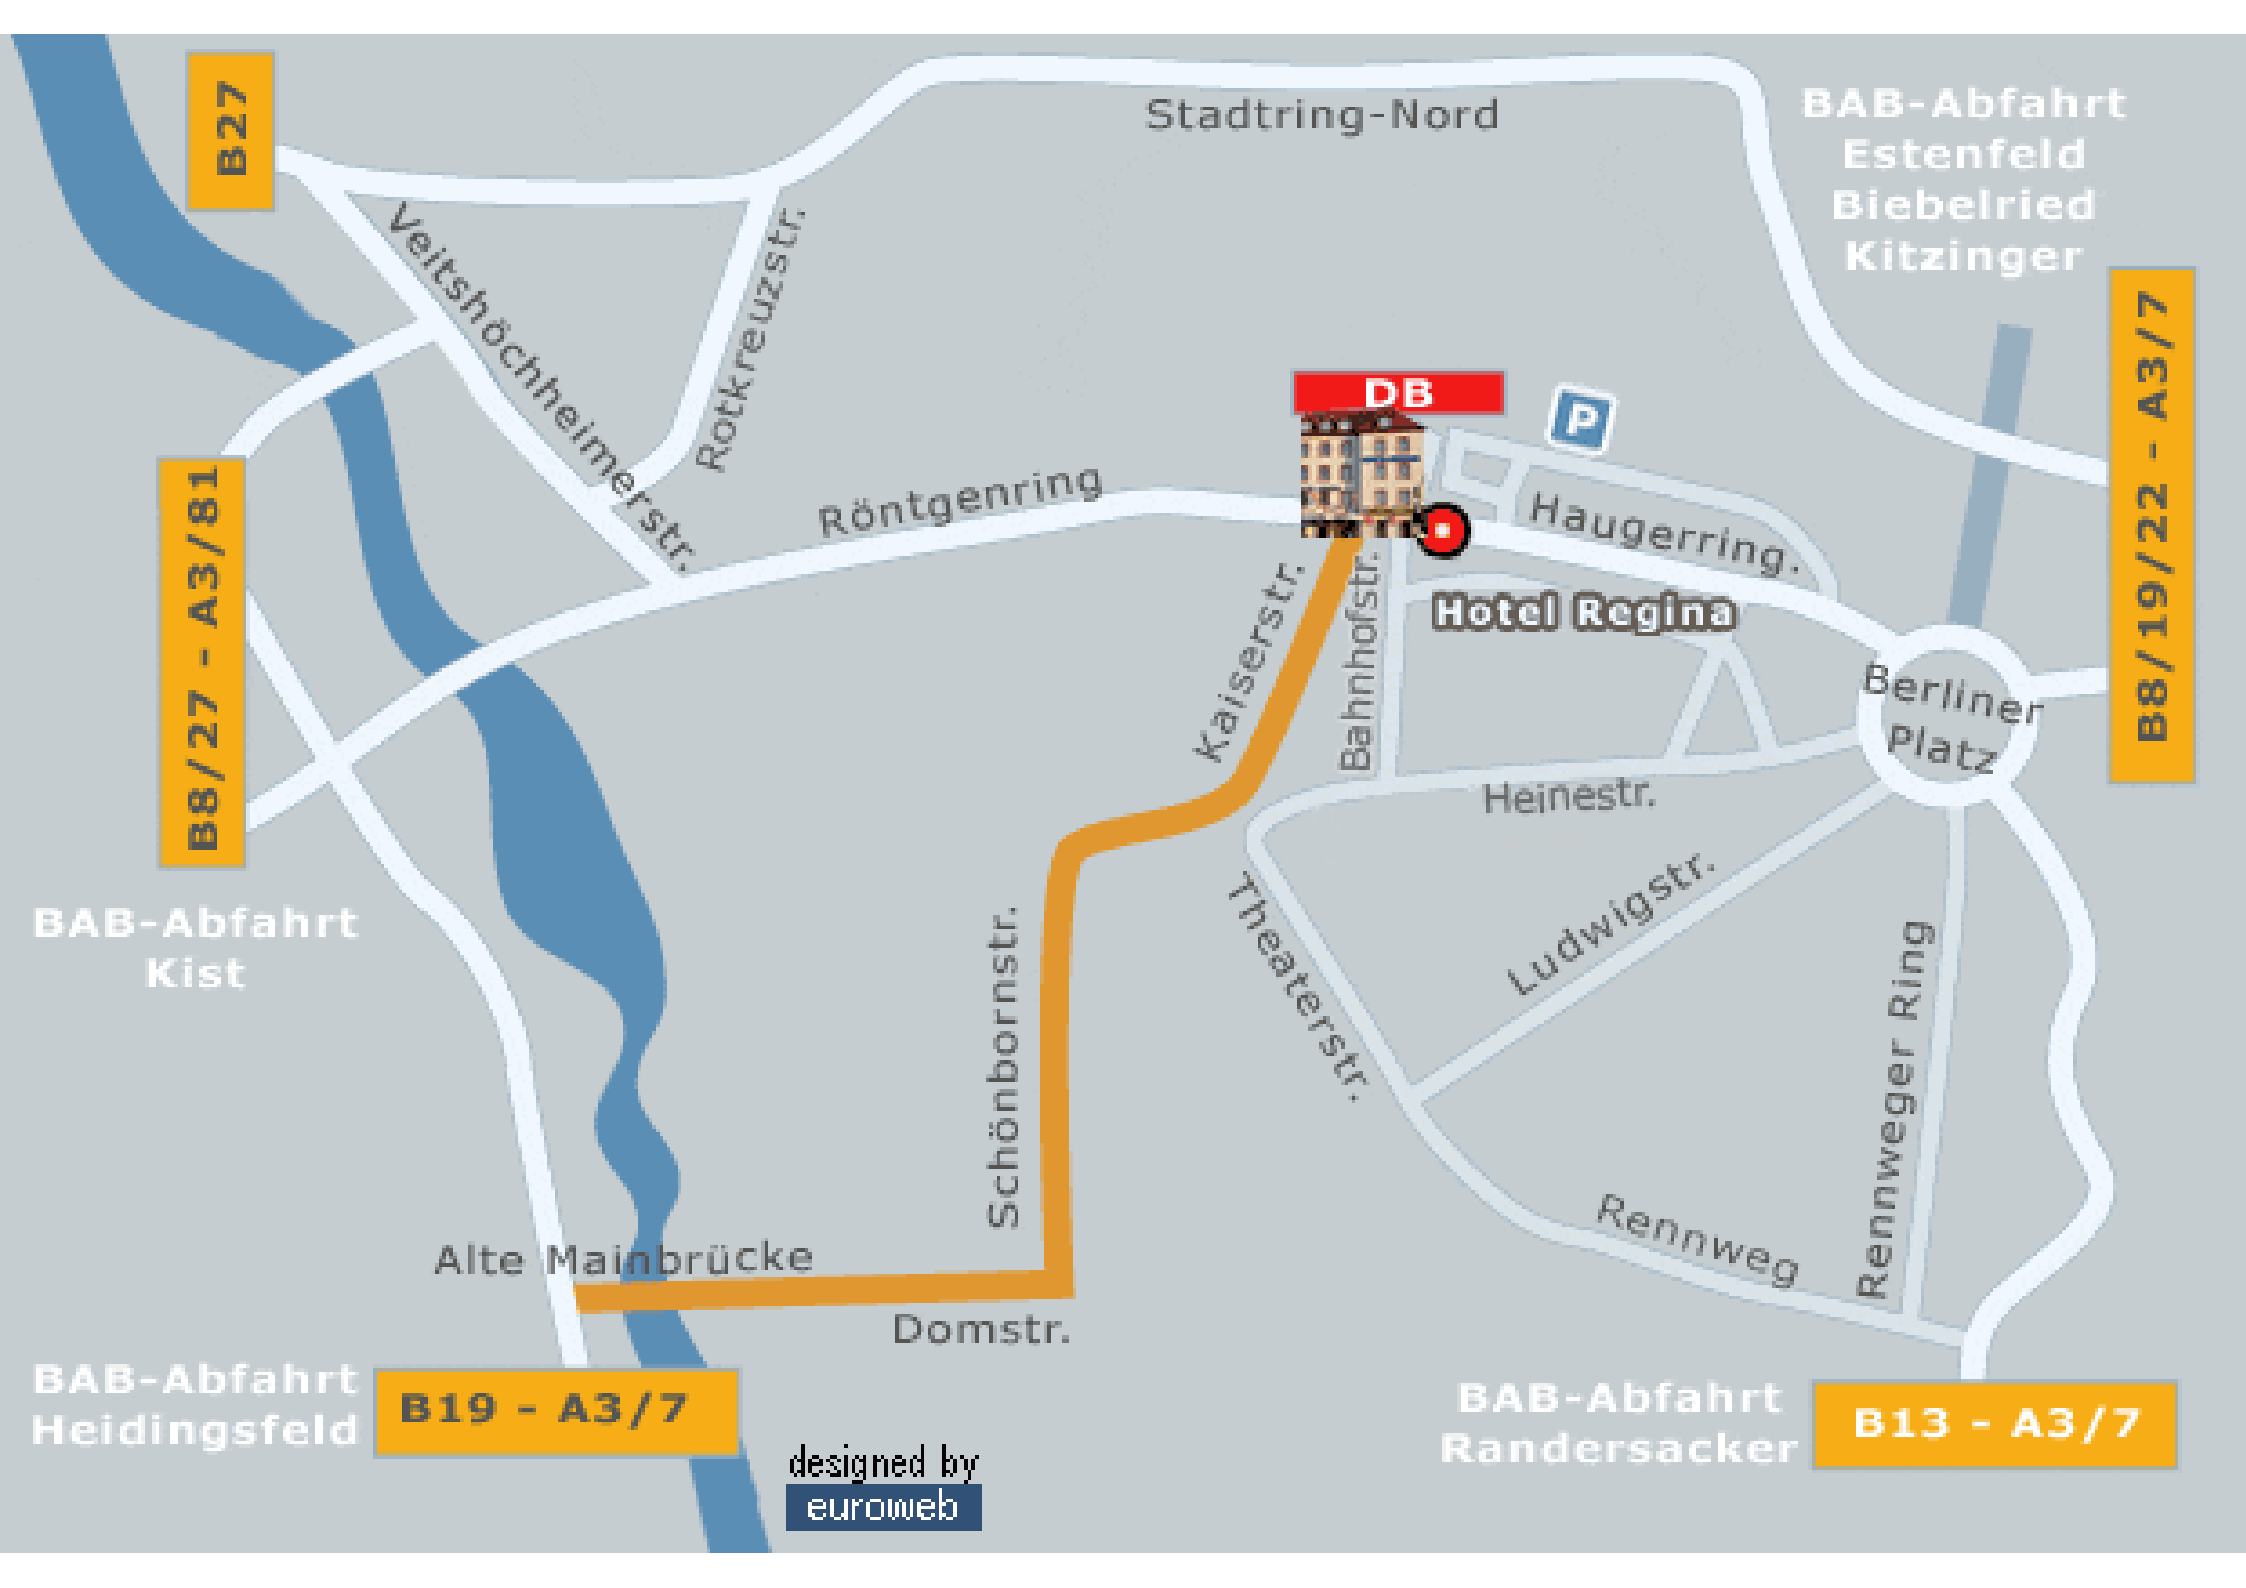 B27
Stadtring-Nord
BAB-Abfahrt
Estenfeld
Biebelried
Kitzinger
Veitshöchheimerstr.
Rotkreuzstr.
B8/19/22 - A3/7
DB
P
Röntgenring
Haugerring.
B8/27 - A3/81
Kaiserstr.
Bahnhofstr.
Hotel Regina
Berliner
Platz
Heinestr.
BAB-Abfahrt
Kist
Schönbornstr.
Theaterstr.
Ludwigstr.
Rennweger Ring
Rennweg
Alte Mainbrücke
Domstr.
BAB-Abfahrt
Heidingsfeld
B19 - A3/7
BAB-Abfahrt
Randersacker
B13 - A3/7
designed by
euroweb